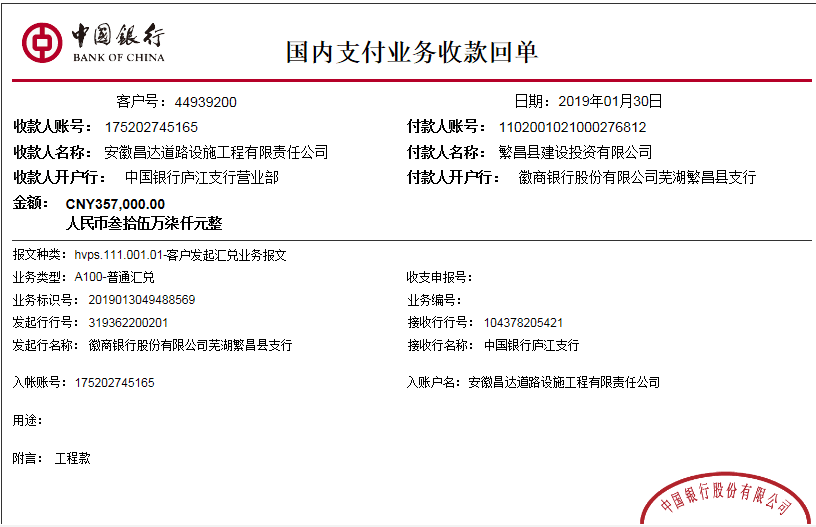 中国银行
BANK OF CHINA
国内支付业务收款回单
客户号：44939200 日期：2019年01月30日
收款人账号：175202745165 付款人账号：1102001021000276812
收款人名称：安徽昌达道路设施工程有限责任公司 付款人名称：繁昌县建设投资有限公司
收款人开户行：中国银行庐江支行营业部 付款人开户行：徽商银行股份有限公司芜湖繁昌县支行
金额：CNY357,000.00
人民币叁拾伍万柒仟元整
报文种类：hvps.111.001.01-客户发起汇兑业务报文
业务类型：A100-普通汇兑 收支申报号：
业务标识号：2019013049488569 业务编号：
发起行行号：319362200201 接收行行号：104378205421
发起行名称：徽商银行股份有限公司芜湖繁昌县支行 接收行名称：中国银行庐江支行
入帐账号：175202745165 入账户名：安徽昌达道路设施工程有限责任公司
用途：
附言：工程款
中国银行股份有限公司